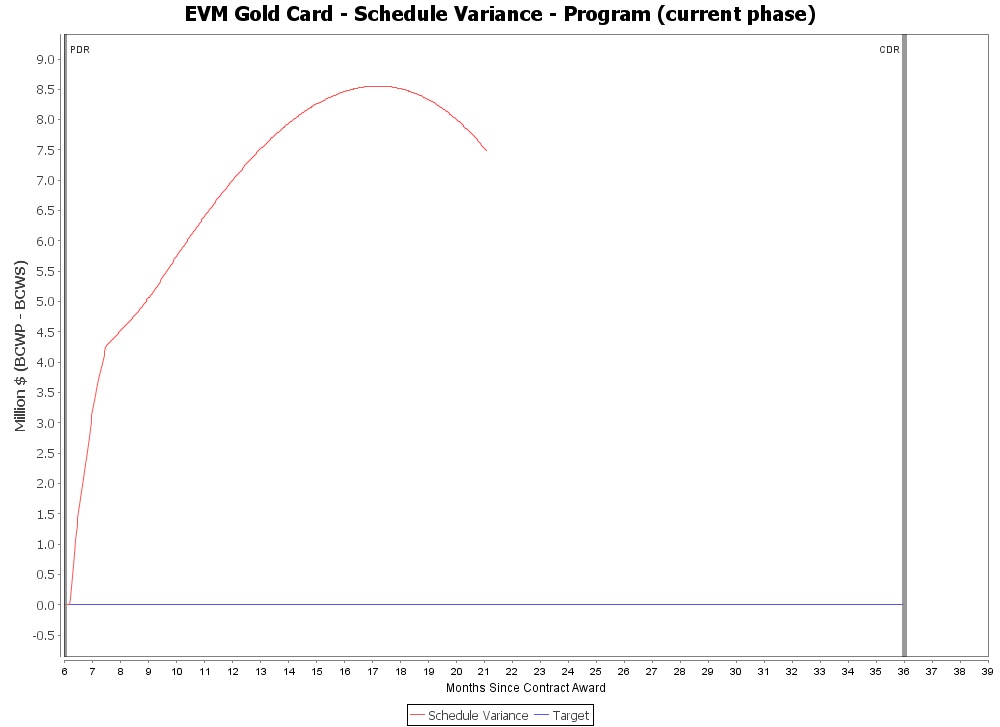 EVM Gold Card - Schedule Variance - Program (current phase)
PDR
CDR
9.0
8.5
8.0
7.5
7.0
6.5
6.0
5.5
5.0
4.5
4.0
3.5
3.0
2.5
2.0
1.5
1.0
0.5
0.0
-0.5
Million $ (BCWP - BCWS)
6 7 8 9 10 11 12 13 14 15 16 17 18 19 20 21 22 23 24 25 26 27 28 29 30 31 32 33 34 35 36 37 38 39
Months Since Contract Award
Schedule Variance Target